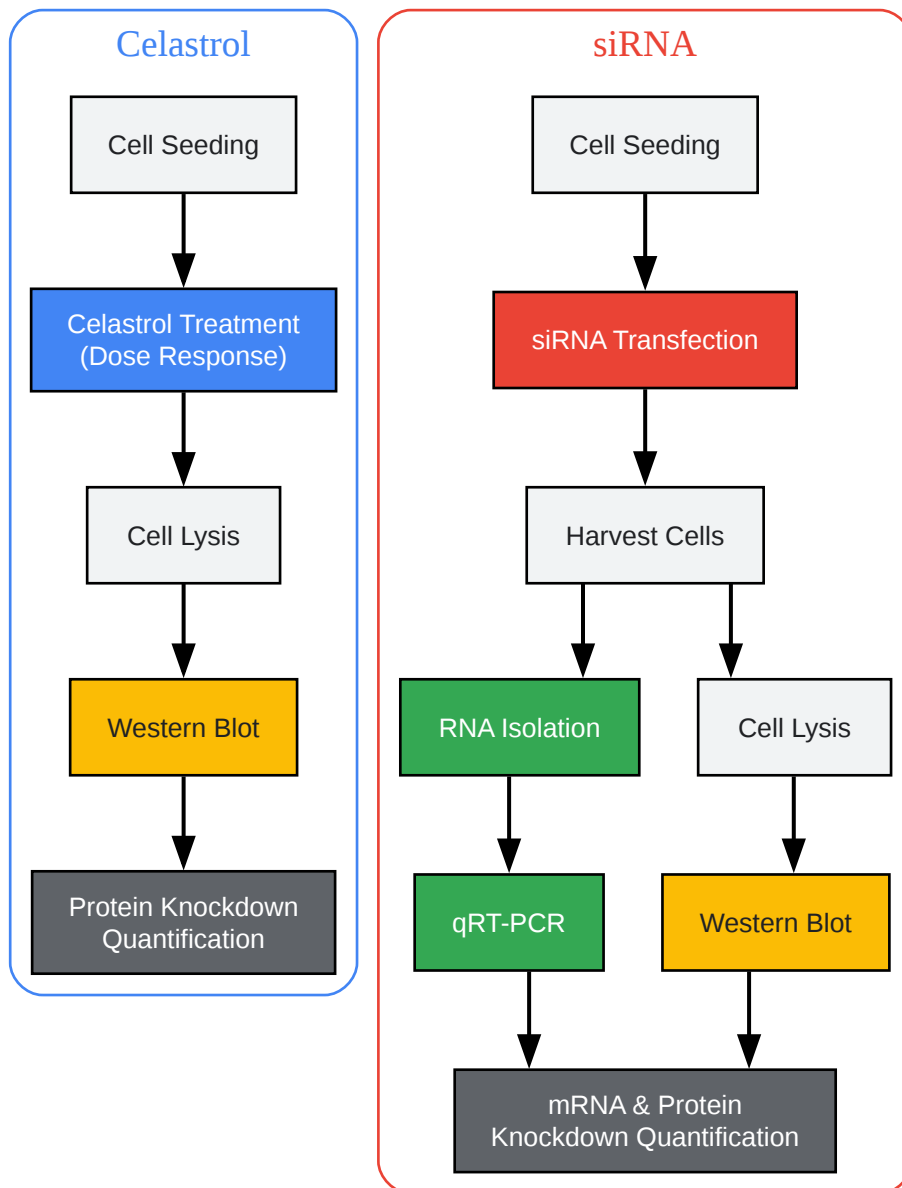 Celastrol
Cell Seeding
Celastrol Treatment
(Dose Response)
Cell Lysis
Western Blot
Protein Knockdown
Quantification
siRNA
Cell Seeding
siRNA Transfection
Harvest Cells
RNA Isolation
Cell Lysis
qRT-PCR
Western Blot
mRNA & Protein
Knockdown Quantification